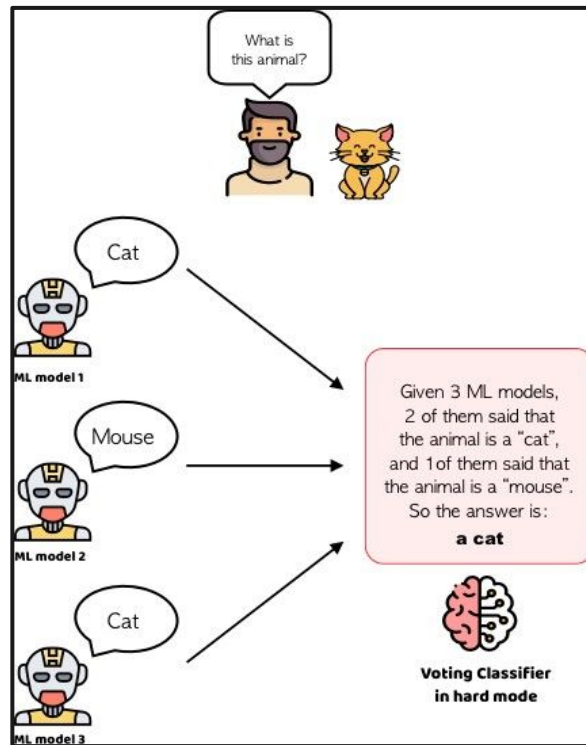 What is
this animal?
Cat
ML model 1
Mouse
ML model 2
Cat
ML model 3
Given 3 ML models,
2 of them said that
the animal is a “cat”,
and 1of them said that
the animal is a “mouse”.
So the answer is:
a cat
Voting Classifier
in hard mode